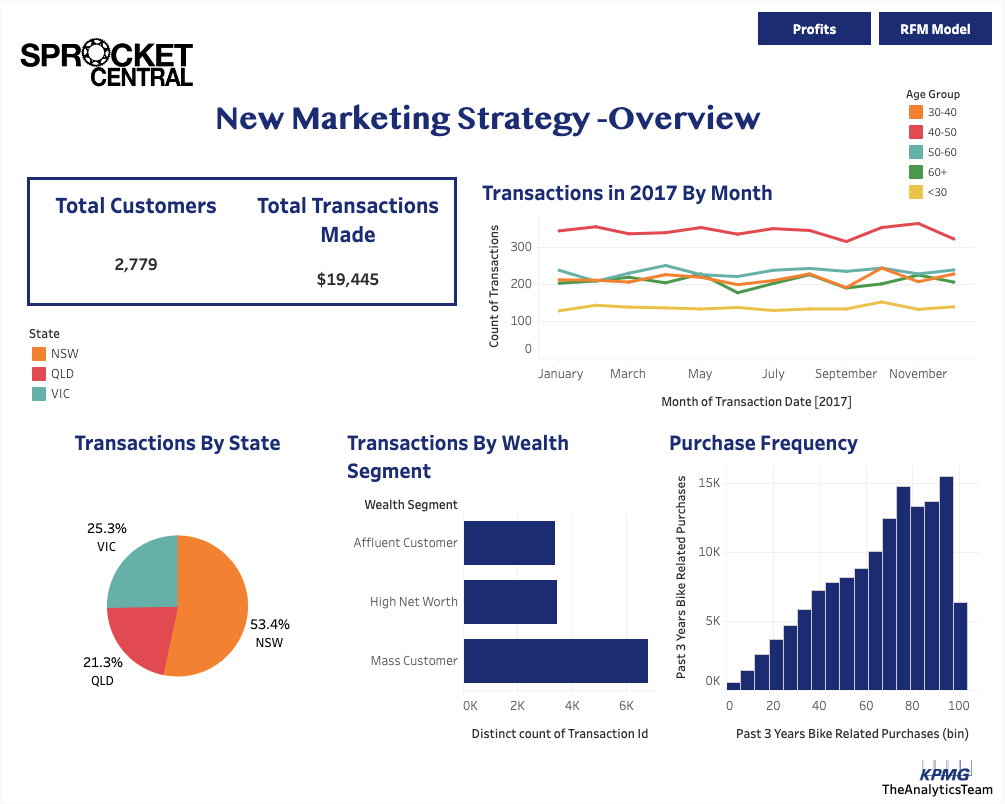 Profits
RFM Model
SPROCKET
CENTRAL
New Marketing Strategy -Overview
Age Group
30-40
40-50
50-60
60+
<30
Total Customers
2,779
Total Transactions
Made
$19,445
Transactions in 2017 By Month
Count of Transactions
300
200
100
0
January
March
May
July
September
November
Month of Transaction Date [2017]
State
NSW
QLD
VIC
Transactions By State
25.3%
VIC
53.4%
NSW
21.3%
QLD
Transactions By Wealth
Segment
Wealth Segment
Affluent Customer
High Net Worth
Mass Customer
0K
2K
4K
6K
Distinct count of Transaction Id
Purchase Frequency
Past 3 Years Bike Related Purchases
15K
10K
5K
0K
0
20
40
60
80
100
Past 3 Years Bike Related Purchases (bin)
KPMG
TheAnalyticsTeam